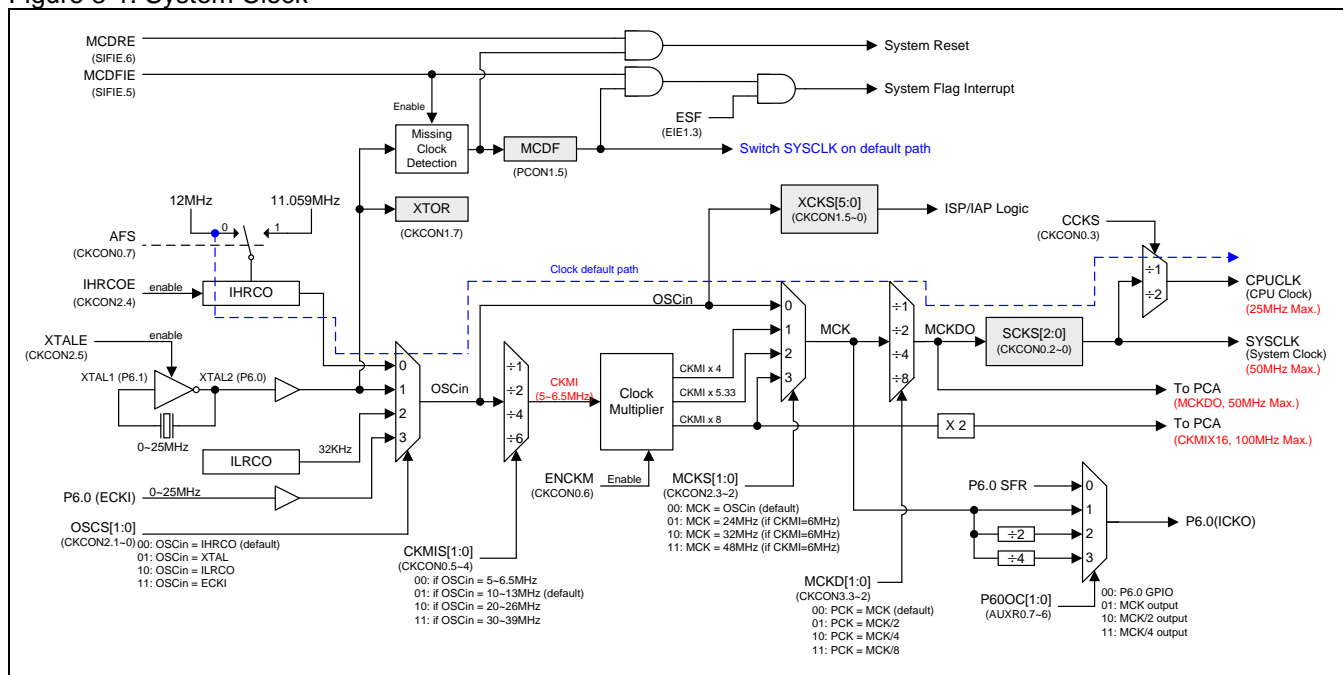 Figure 8-1. System Clock
MCDRE
(SIFIE.6)
System Reset
MCDFIE
(SIFIE.5)
System Flag Interrupt
ESF
(EIE1.3)
Enable
Missing
Clock
Detection
MCDF
(PCON1.5)
Switch SYSCLK on default path
XTOR
(CKCON1.7)
XCKS[5:0]
(CKCON1.5~0)
ISP/IAP Logic
12MHz
11.059MHz
0
1
AFS
(CKCON0.7)
IHRCOE
(CKCON2.4)
enable
IHRCO
Clock default path
CCKS
(CKCON0.3)
÷1
÷2
CPUCLK
(CPU Clock)
(25MHz Max.)
XTALE
(CKCON2.5)
enable
XTAL1 (P6.1)
XTAL2 (P6.0)
0~25MHz
ILRCO
32KHz
P6.0 (ECKI)
0~25MHz
0
1
2
3
OSCin
OSCin
÷1
÷2
÷4
÷6
CKMI
(5~6.5MHz)
Clock
Multiplier
CKMI x 4
CKMI x 5.33
CKMI x 8
0
1
2
3
MCK
÷1
÷2
÷4
÷8
MCKDO
SCKS[2:0]
(CKCON0.2~0)
SYSCLK
(System Clock)
(50MHz Max.)
To PCA
(MCKDO, 50MHz Max.)
X 2
To PCA
(CKMIX16, 100MHz Max.)
OSCS[1:0]
(CKCON2.1~0)
00: OSCin = IHRCO (default)
01: OSCin = XTAL
10: OSCin = ILRCO
11: OSCin = ECKI
CKMIS[1:0]
(CKCON0.5~4)
00: if OSCin = 5~6.5MHz
01: if OSCin = 10~13MHz (default)
10: if OSCin = 20~26MHz
11: if OSCin = 30~39MHz
ENCKM
(CKCON0.6)
Enable
MCKS[1:0]
(CKCON2.3~2)
00: MCK = OSCin (default)
01: MCK = 24MHz (if CKMI=6MHz)
10: MCK = 32MHz (if CKMI=6MHz)
11: MCK = 48MHz (if CKMI=6MHz)
MCKD[1:0]
(CKCON3.3~2)
00: PCK = MCK (default)
01: PCK = MCK/2
10: PCK = MCK/4
11: PCK = MCK/8
P6.0 SFR
÷2
÷4
0
1
2
3
P6.0(ICKO)
P60OC[1:0]
(AUXR0.7~6)
00: P6.0 GPIO
01: MCK output
10: MCK/2 output
11: MCK/4 output